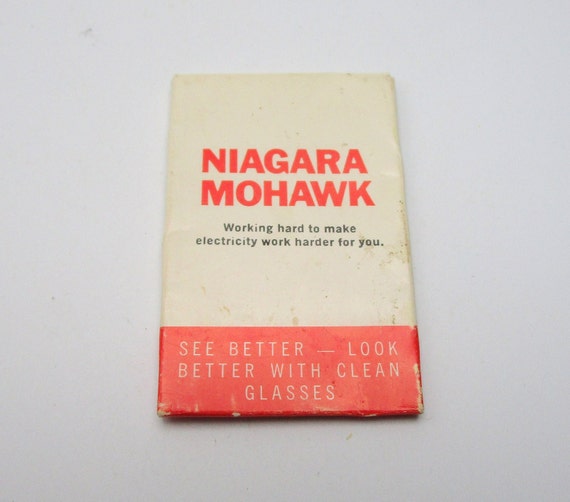 NIAGARA
MOHAWK
Working hard to make
electricity work harder for you.
SEE BETTER — LOOK
BETTER WITH CLEAN
GLASSES